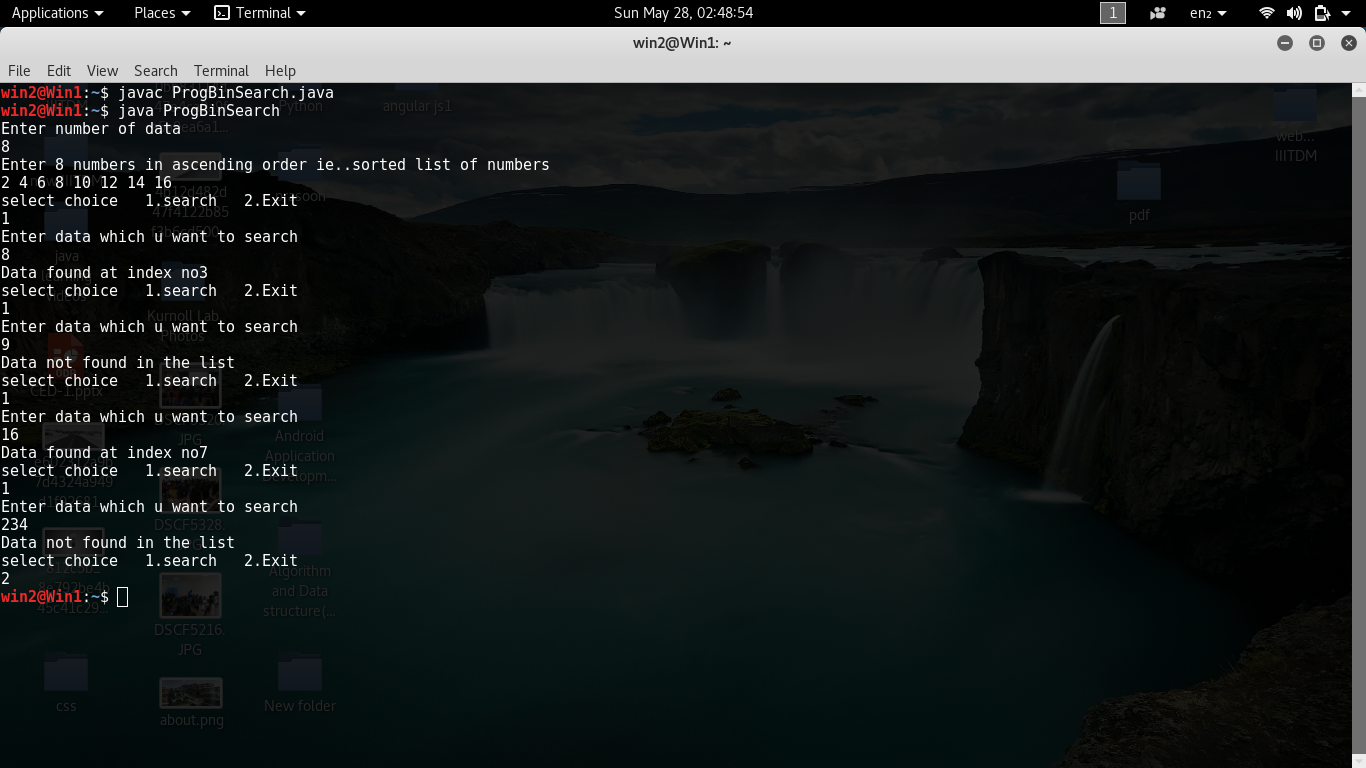 Applications Places Terminal Sun May 28, 02:48:54 1 en2
win2@Win1: ~
File Edit View Search Terminal Help
win2@Win1:~$ javac ProgBinSearch.java
win2@Win1:~$ java ProgBinSearch
Enter number of data
8
Enter 8 numbers in ascending order ie..sorted list of numbers
2 4 6 8 10 12 14 16
select choice   1.search   2.Exit
1
Enter data which u want to search
8
Data found at index no3
select choice   1.search   2.Exit
1
Enter data which u want to search
9
Data not found in the list
select choice   1.search   2.Exit
1
Enter data which u want to search
16
Data found at index no7
select choice   1.search   2.Exit
1
Enter data which u want to search
234
Data not found in the list
select choice   1.search   2.Exit
2
win2@Win1:~$
Python
angular js1
web...
IIITDM
47f4122b85
pdf
java
Kurnoll Lab
Photos
CED-1.pptx
JPG
Android
Application
Developm...
7d4324a949
DSCF5328.
Algorithm
and Data
structure(...
45c41c29...
DSCF5216.
JPG
css
about.png
New folder